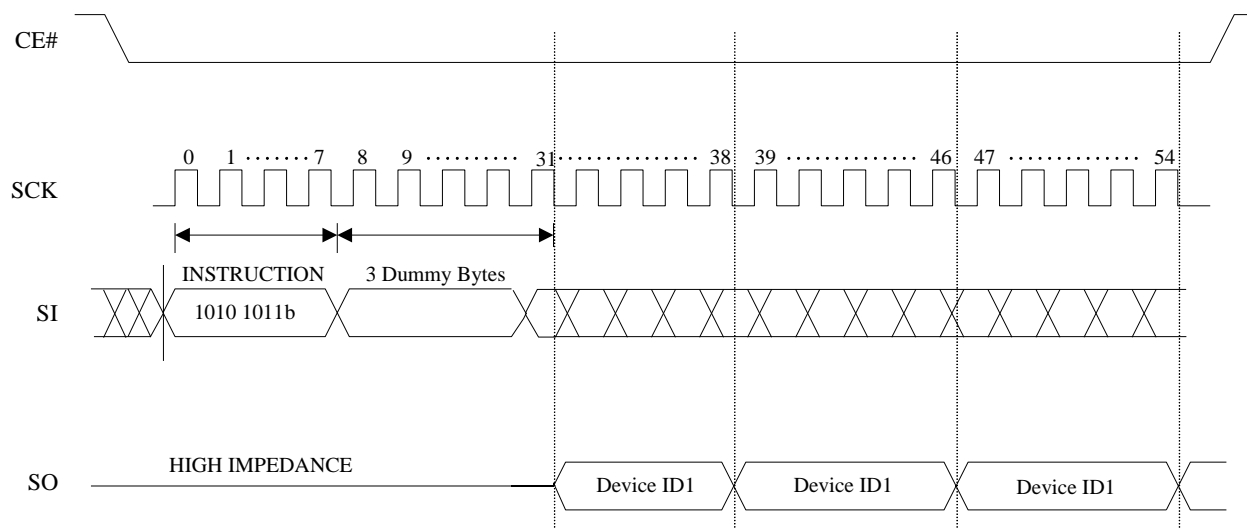 CE#
0 1 ........ 7 8 9 .......... 31 ................ 38 39 .............. 46 47 .............. 54
SCK
INSTRUCTION 3 Dummy Bytes
SI 1010 1011b
HIGH IMPEDANCE
SO Device ID1 Device ID1 Device ID1